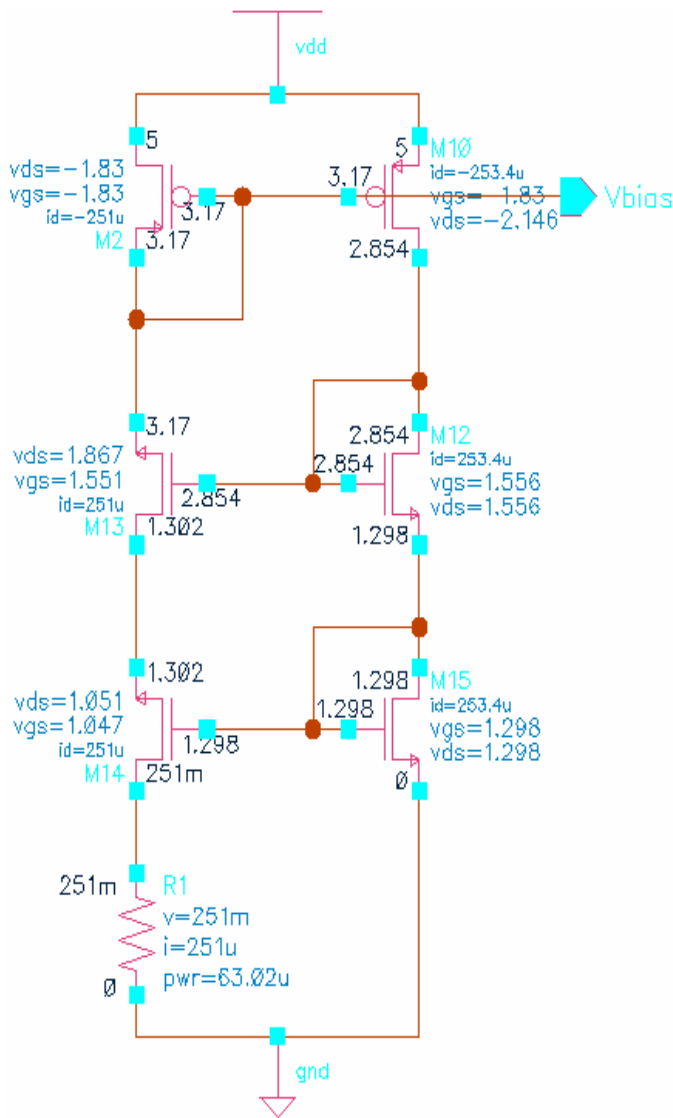 vdd
5
vds=-1.83
vgs=-1.83
id=-251u
M2
3.17
3.17
M10
5
id=-253.4u
3.17
vgs=-1.83
vds=-2.146
2.854
Vbias
3.17
vds=1.867
vgs=1.551
id=251u
M13
2.854
1.302
M12
2.854
id=253.4u
2.854
vgs=1.556
vds=1.556
1.298
1.302
vds=1.051
vgs=1.047
id=251u
M14
1.298
251m
M15
1.298
id=253.4u
1.298
vgs=1.298
vds=1.298
0
251m
R1
v=251m
i=251u
pwr=63.02u
0
gnd